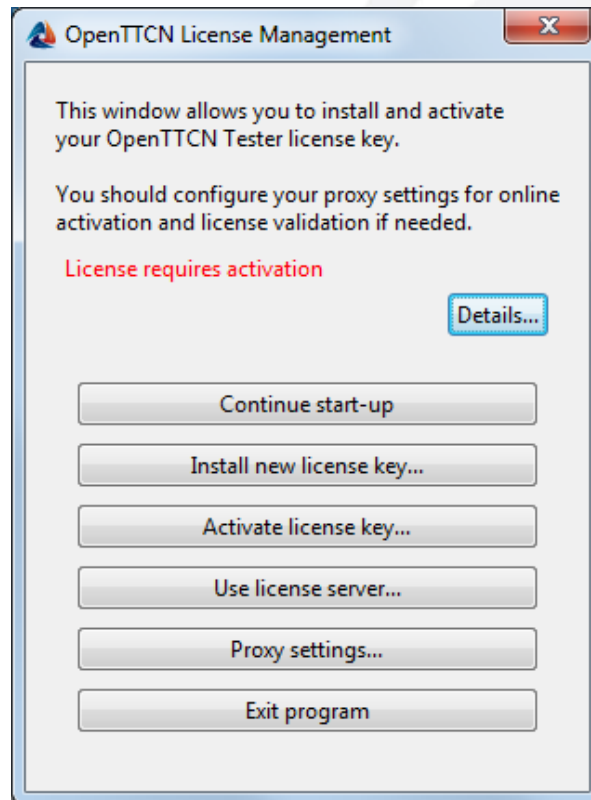 OpenTTCN License Management
This window allows you to install and activate
your OpenTTCN Tester license key.
You should configure your proxy settings for online
activation and license validation if needed.
License requires activation
Details...
Continue start-up
Install new license key...
Activate license key...
Use license server...
Proxy settings...
Exit program